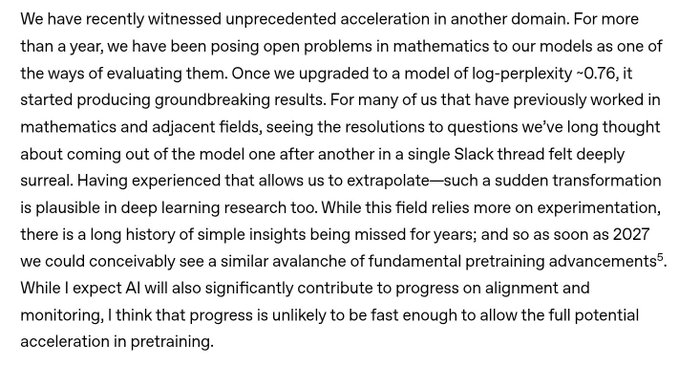 We have recently witnessed unprecedented acceleration in another domain. For more
than a year, we have been posing open problems in mathematics to our models as one of
the ways of evaluating them. Once we upgraded to a model of log-perplexity ~0.76, it
started producing groundbreaking results. For many of us that have previously worked in
mathematics and adjacent fields, seeing the resolutions to questions we’ve long thought
about coming out of the model one after another in a single Slack thread felt deeply
surreal. Having experienced that allows us to extrapolate—such a sudden transformation
is plausible in deep learning research too. While this field relies more on experimentation,
there is a long history of simple insights being missed for years; and so as soon as 2027
we could conceivably see a similar avalanche of fundamental pretraining advancements⁵.
While I expect AI will also significantly contribute to progress on alignment and
monitoring, I think that progress is unlikely to be fast enough to allow the full potential
acceleration in pretraining.